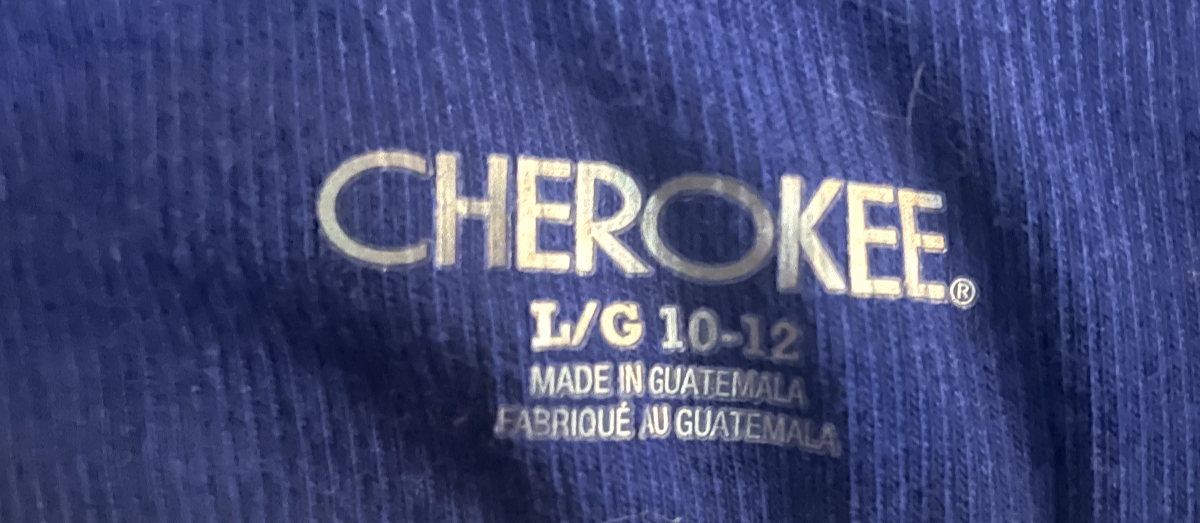 CHEROKEE®
L/G 10-12
MADE IN GUATEMALA
FABRIQUÉ AU GUATEMALA